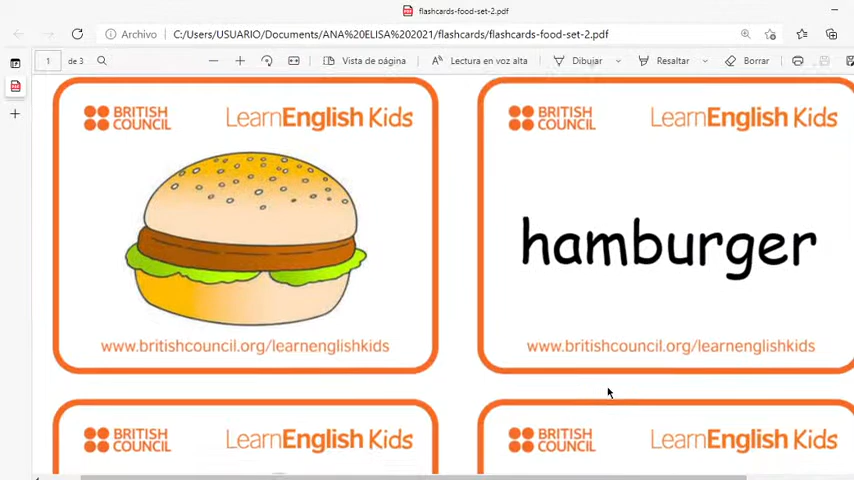 flashcards-food-set-2.pdf
Archivo C:/Users/USUARIO/Documents/ANA%20ELISA%202021/flashcards/flashcards-food-set-2.pdf
1 de 3 Vista de página Lectura en voz alta Dibujar Resaltar Borrar
BRITISH COUNCIL LearnEnglish Kids
www.britishcouncil.org/learnenglishkids
BRITISH COUNCIL LearnEnglish Kids
hamburger
www.britishcouncil.org/learnenglishkids
BRITISH COUNCIL LearnEnglish Kids
BRITISH COUNCIL LearnEnglish Kids